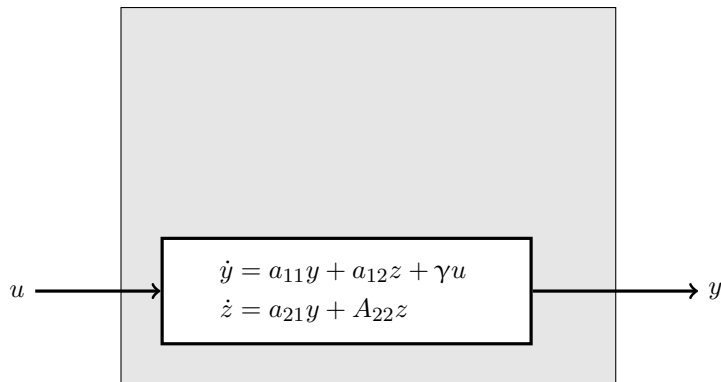 ẏ = a₁₁y + a₁₂z + γu
u
y
ż = a₂₁y + A₂₂z